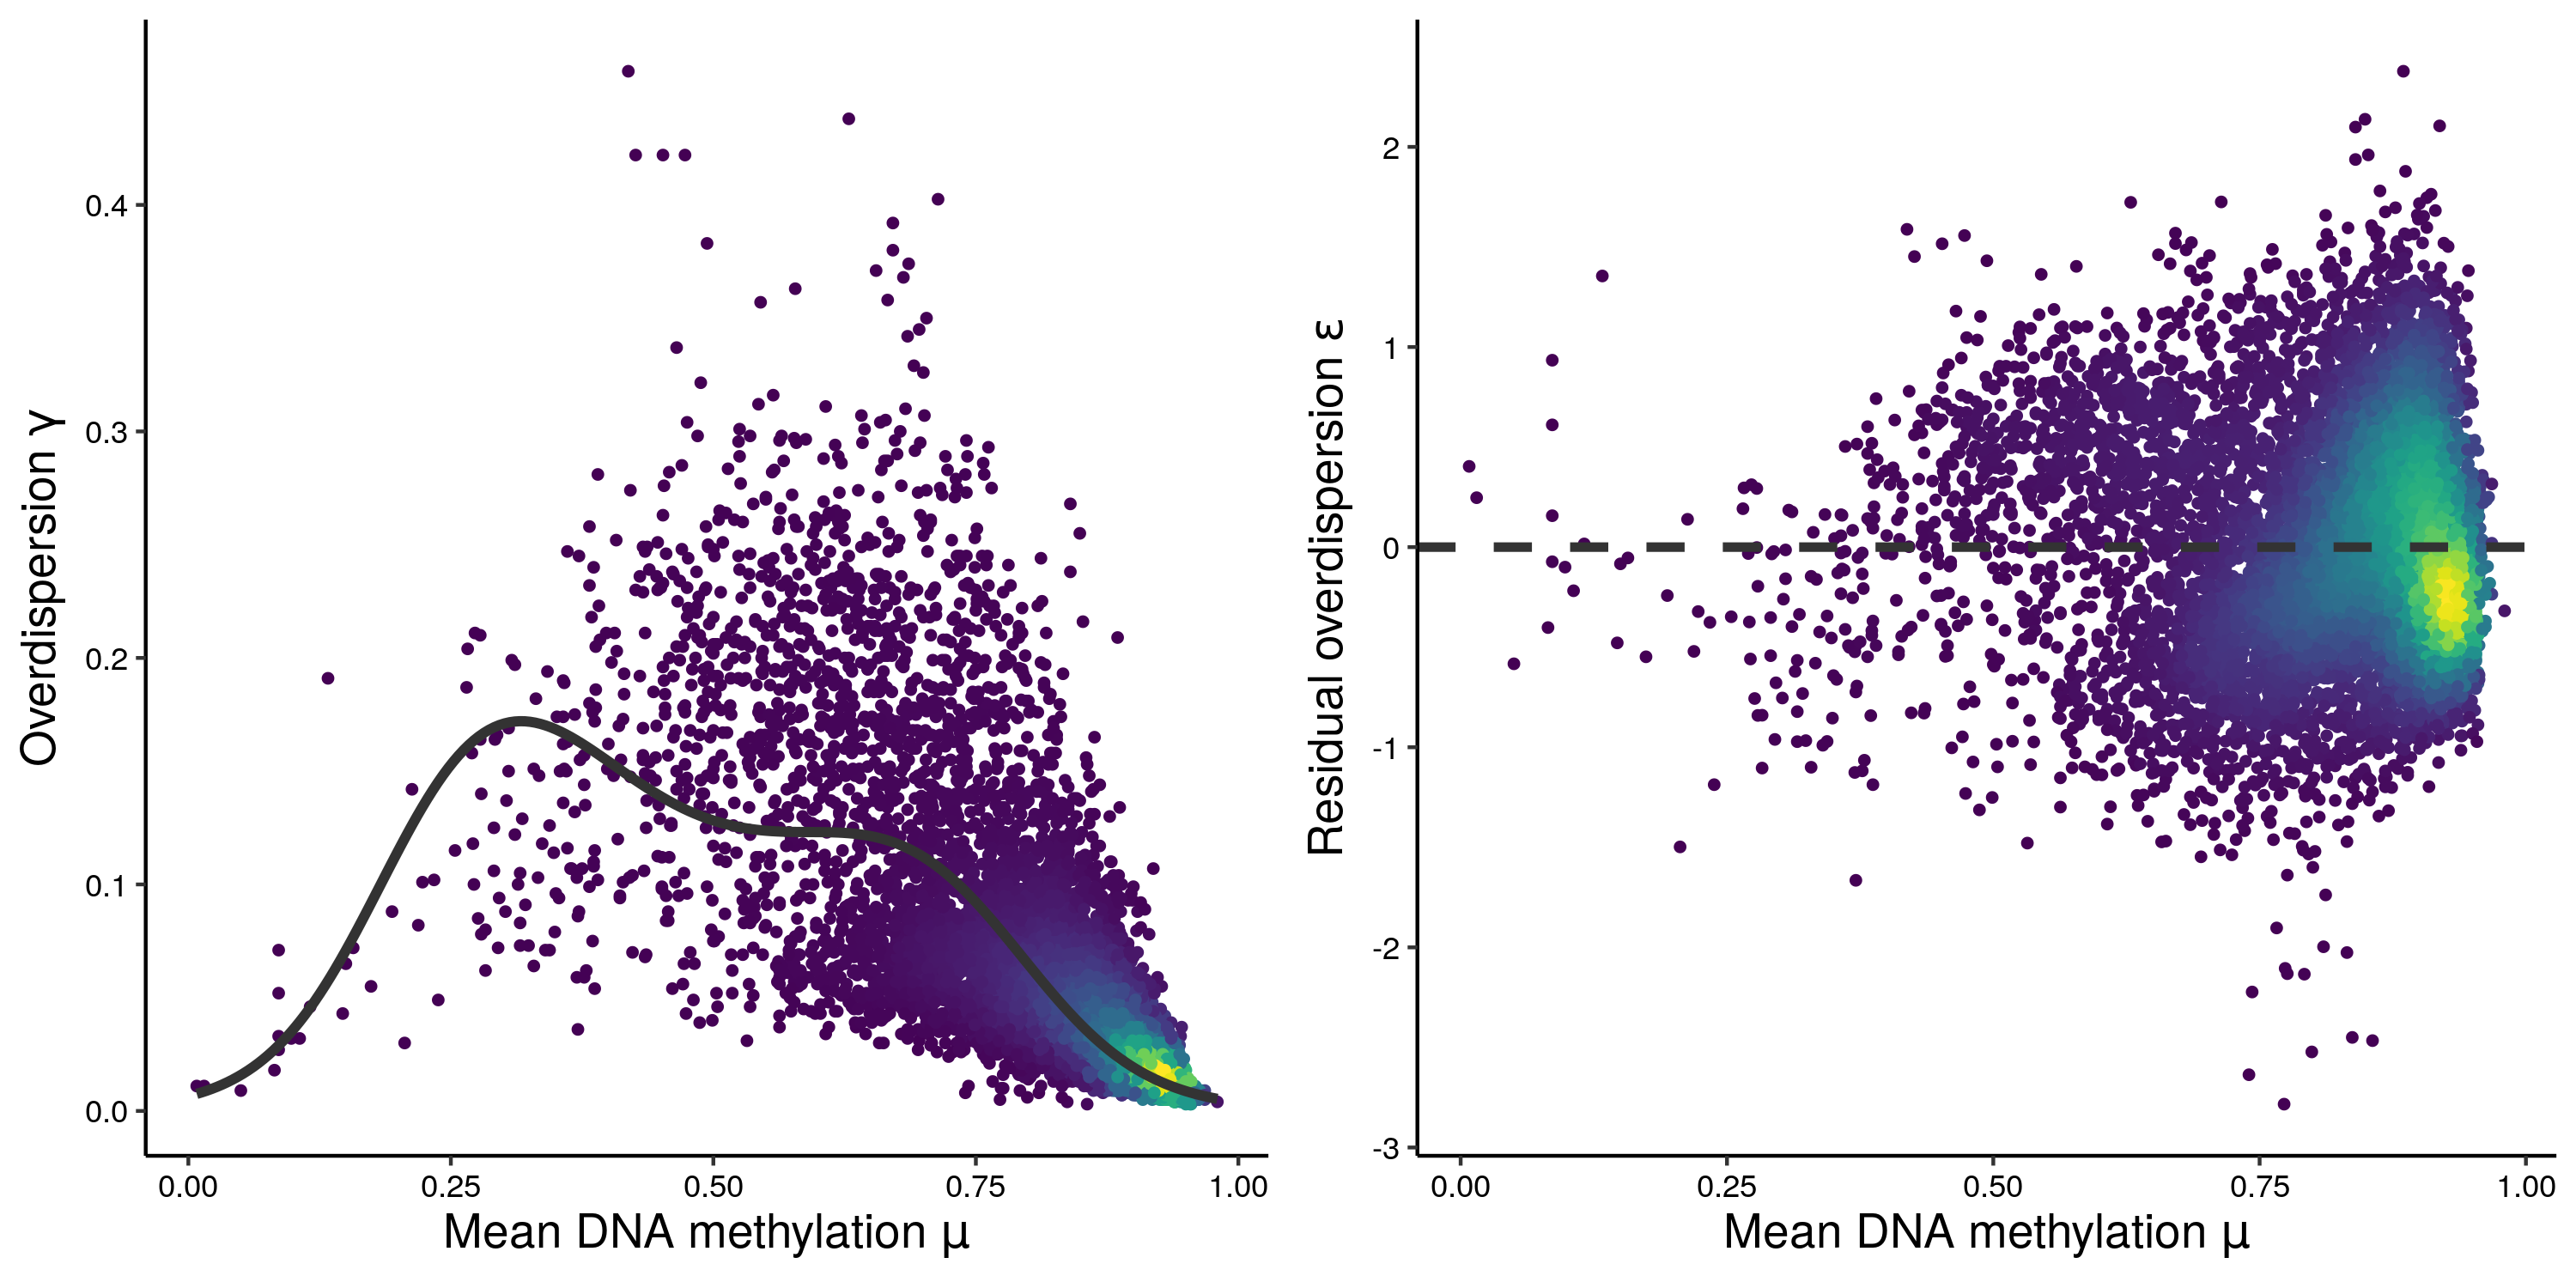 Overdispersion γ
0.4
0.3
0.2
0.1
0.0
0.00 0.25 0.50 0.75 1.00
Mean DNA methylation μ
Residual overdispersion ε
2
1
0
-1
-2
-3
0.00 0.25 0.50 0.75 1.00
Mean DNA methylation μ